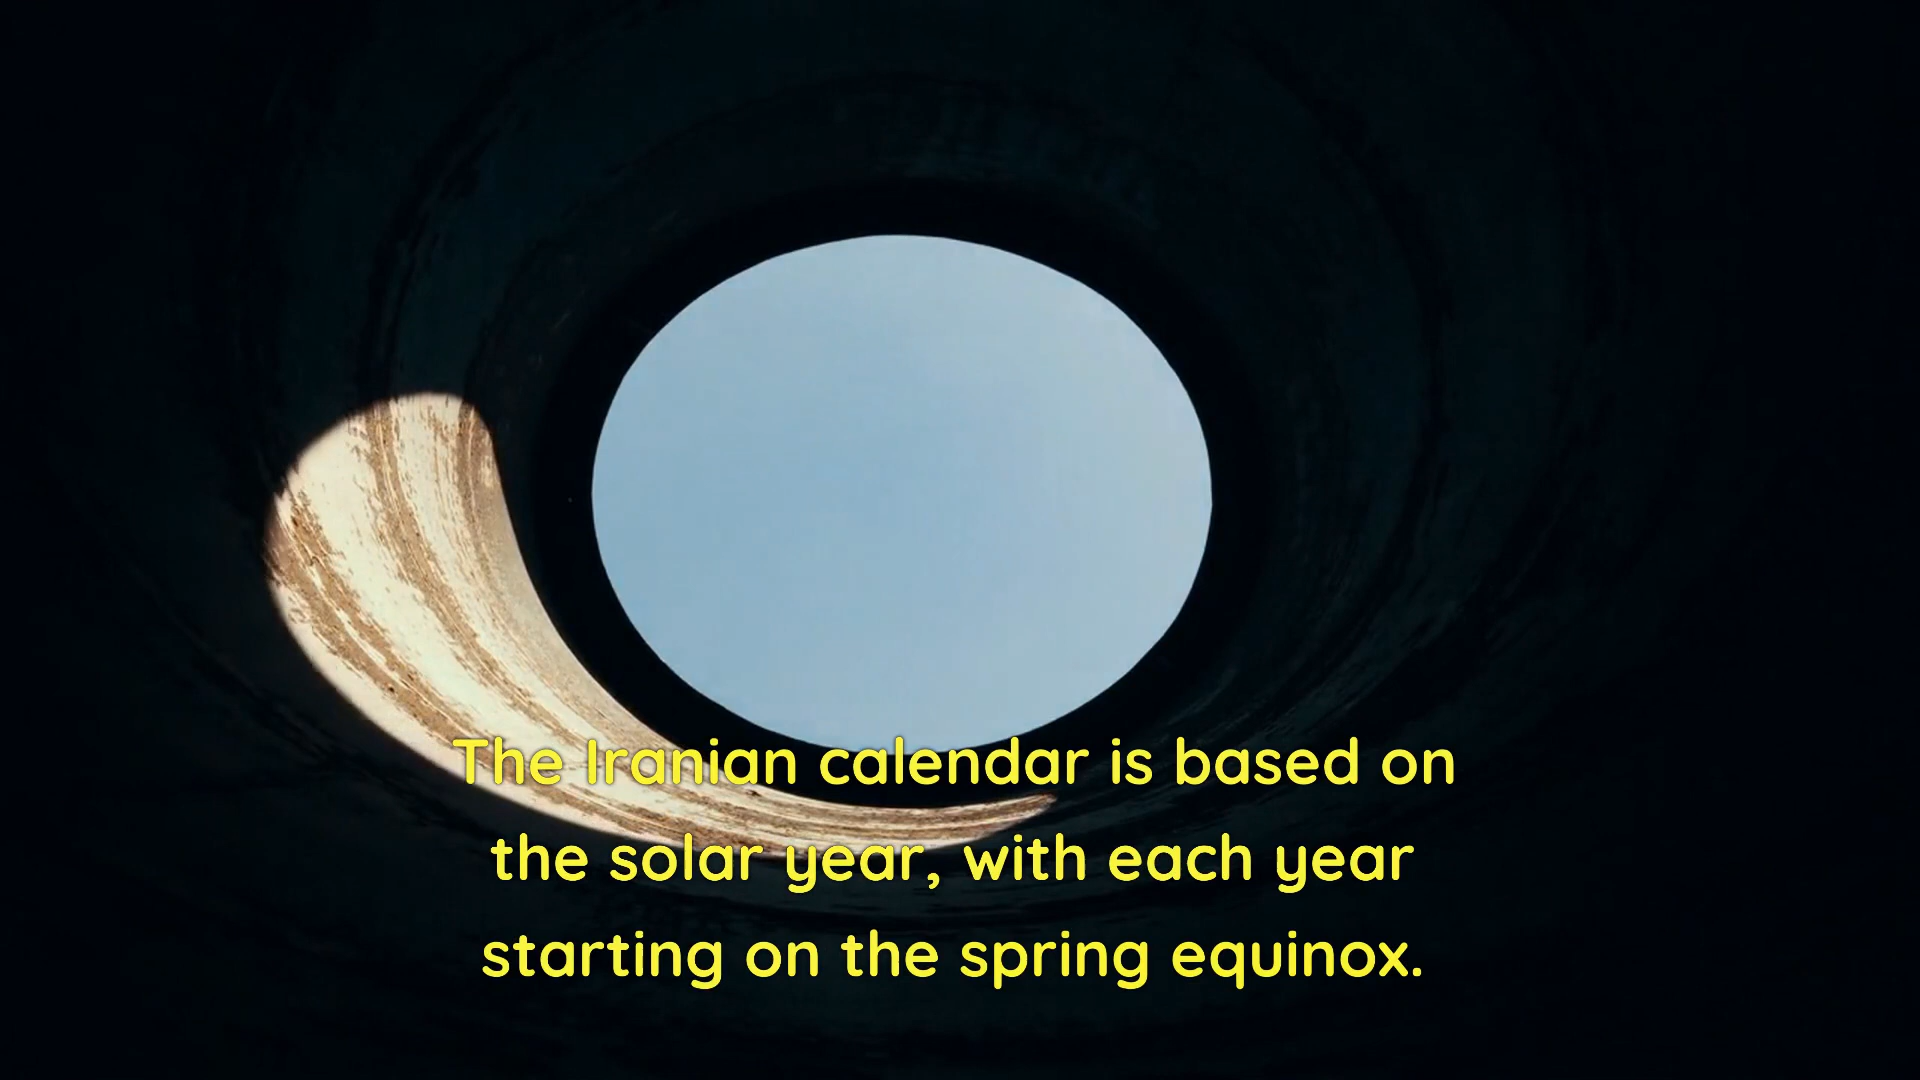 The Iranian calendar is based on
the solar year, with each year
starting on the spring equinox.